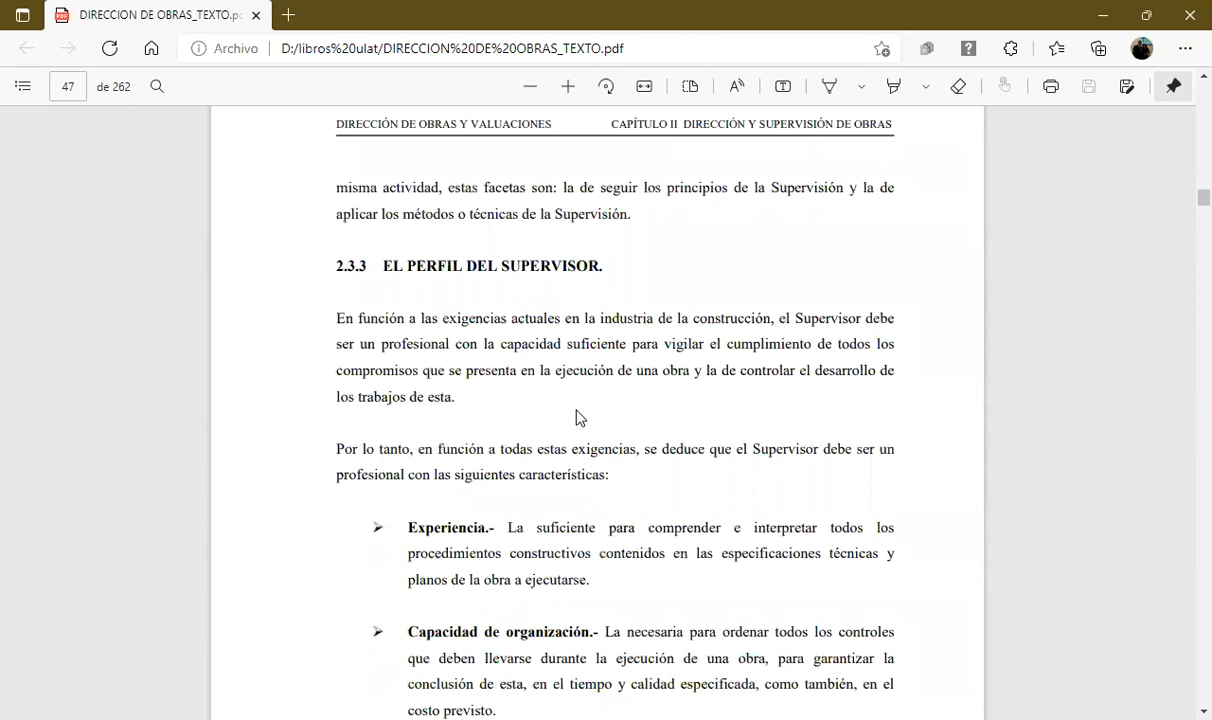 DIRECCION DE OBRAS_TEXTO.p
Archivo D:/libros%20ulat/DIRECCION%20DE%20OBRAS_TEXTO.pdf
47 de 262
DIRECCIÓN DE OBRAS Y VALUACIONES CAPÍTULO II DIRECCIÓN Y SUPERVISIÓN DE OBRAS
misma actividad, estas facetas son: la de seguir los principios de la Supervisión y la de
aplicar los métodos o técnicas de la Supervisión.
2.3.3 EL PERFIL DEL SUPERVISOR.
En función a las exigencias actuales en la industria de la construcción, el Supervisor debe
ser un profesional con la capacidad suficiente para vigilar el cumplimiento de todos los
compromisos que se presenta en la ejecución de una obra y la de controlar el desarrollo de
los trabajos de esta.
Por lo tanto, en función a todas estas exigencias, se deduce que el Supervisor debe ser un
profesional con las siguientes características:
➢ Experiencia.- La suficiente para comprender e interpretar todos los
procedimientos constructivos contenidos en las especificaciones técnicas y
planos de la obra a ejecutarse.
➢ Capacidad de organización.- La necesaria para ordenar todos los controles
que deben llevarse durante la ejecución de una obra, para garantizar la
conclusión de esta, en el tiempo y calidad especificada, como también, en el
costo previsto.